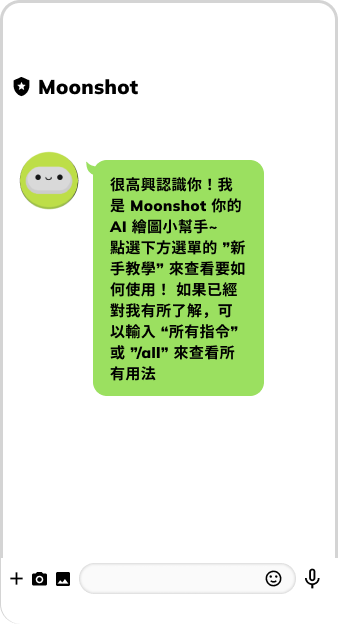 Moonshot
很高興認識你！我
是 Moonshot 你的
AI 繪圖小幫手~
點選下方選單的 ”新
手教學” 來查看要如
何使用！ 如果已經
對我有所了解，可
以輸入 “所有指令”
或 ”/all” 來查看所
有用法